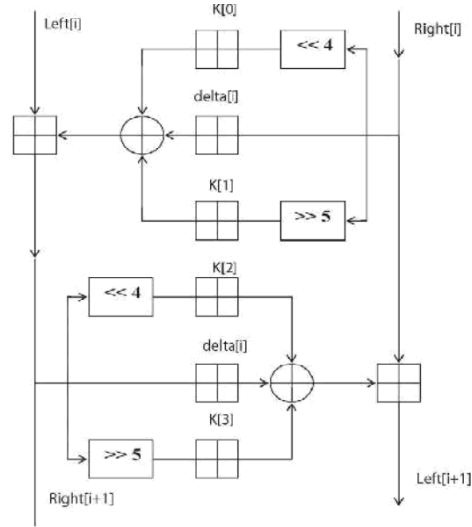 Left[i]
K[0]
Right[i]
<< 4
delta[i]
K[1]
>> 5
K[2]
<< 4
delta[i]
K[3]
>> 5
Left[i+1]
Right[i+1]